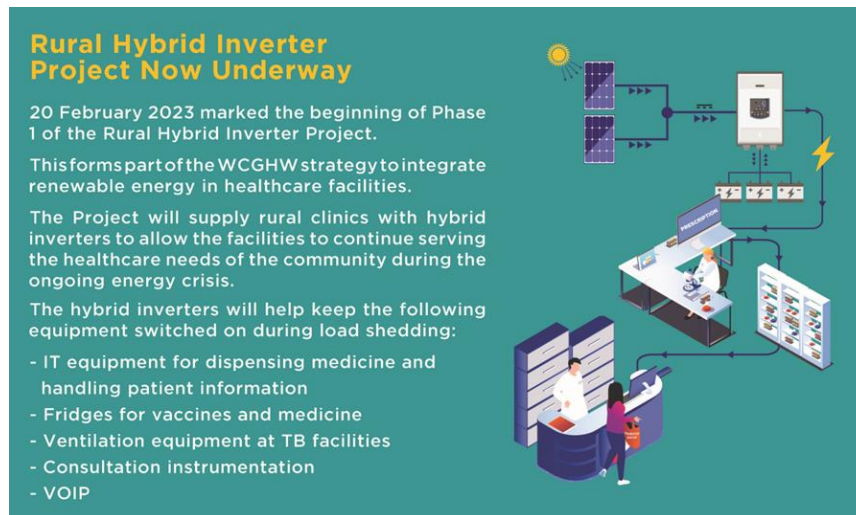 Rural Hybrid Inverter
Project Now Underway
20 February 2023 marked the beginning of Phase
1 of the Rural Hybrid Inverter Project.
This forms part of the WCGHW strategy to integrate
renewable energy in healthcare facilities.
The Project will supply rural clinics with hybrid
inverters to allow the facilities to continue serving
the healthcare needs of the community during the
ongoing energy crisis.
The hybrid inverters will help keep the following
equipment switched on during load shedding:
- IT equipment for dispensing medicine and
handling patient information
- Fridges for vaccines and medicine
- Ventilation equipment at TB facilities
- Consultation instrumentation
- VOIP
PRESCRIPTION